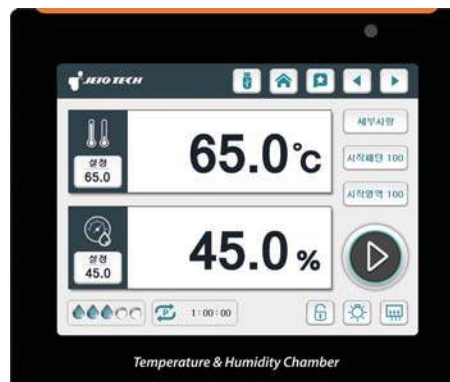 JEIO TECH
65.0°c
설정
65.0
세부사항
시작패턴 100
시작영역 100
45.0 %
설정
45.0
P
1:00:00
Temperature & Humidity Chamber